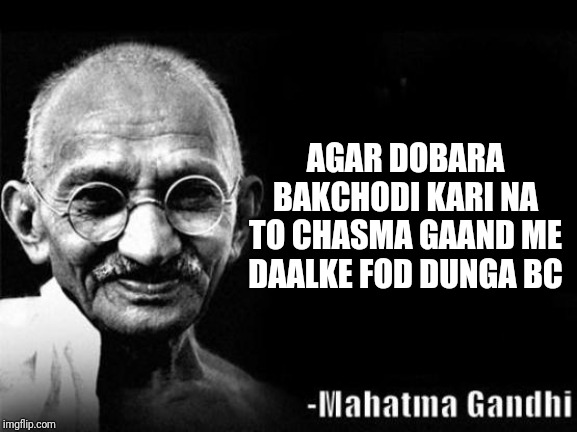 AGAR DOBARA
BAKCHODI KARI NA
TO CHASMA GAAND ME
DAALKE FOD DUNGA BC
-Mahatma Gandhi
imgflip.com